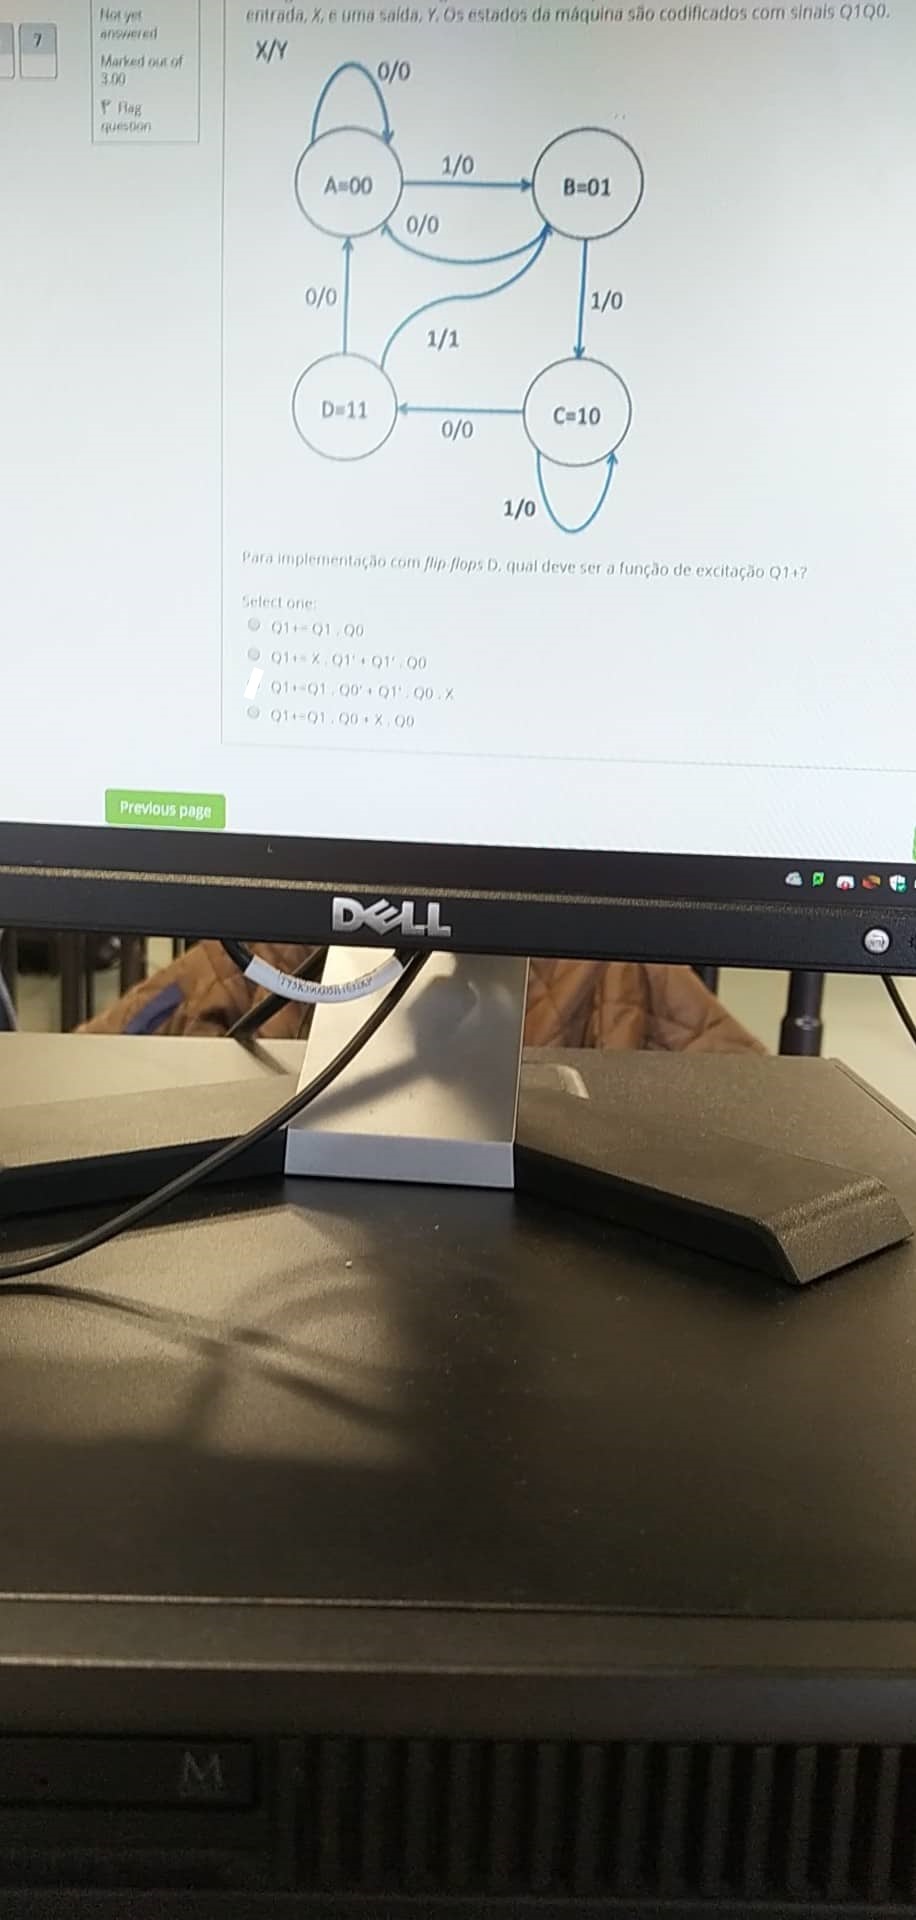 Not yet
answered
Marked out of
3.00
Flag
question
7
entrada, X, e uma saída, Y. Os estados da máquina são codificados com sinais Q1Q0.
X/Y
0/0
A=00
1/0
B=01
0/0
0/0
1/0
1/1
D=11
0/0
C=10
1/0
Para implementação com flip-flops D, qual deve ser a função de excitação Q1+?
Select one:
Q1+= Q1 . Q0
Q1+= X . Q1' + Q1' . Q0
Q1+=Q1 . Q0' + Q1' . Q0 . X
Q1+=Q1 . Q0 + X . Q0
Previous page
DELL
M